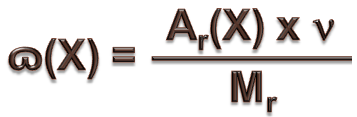 ϖ(X) = Aᵣ(X) x ν / Mᵣ